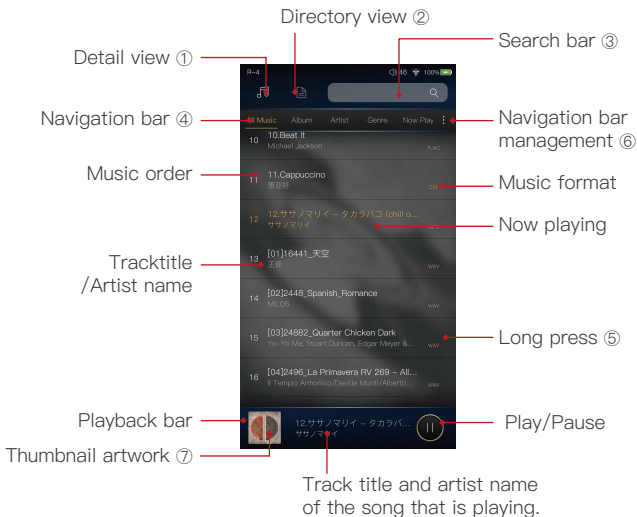 Directory view ②
Detail view ①
Search bar ③
R-4
46
100%
Navigation bar ④
Music
Album
Artist
Genre
Now Play
Navigation bar
management ⑥
10
10.Beat It
Michael Jackson
FLAC
Music order
11
11.Cappuccino
萧亚轩
Music format
12
12.ササノマリイ - タカラバコ (chill o...
ササノマリイ
Now playing
Tracktitle
/Artist name
13
[01]16441_天空
王菲
WAV
14
[02]2448_Spanish_Romance
MILOS
WAV
15
[03]24882_Quarter Chicken Dark
Yo-Yo Ma, Stuart Duncan, Edgar Meyer &...
WAV
Long press ⑤
16
[04]2496_La Primavera RV 269 – All...
Il Tempio Armonico/Davide Monti/Alberto...
WAV
Playback bar
12.ササノマリイ - タカラバ...
ササノマリイ
Play/Pause
Thumbnail artwork ⑦
Track title and artist name
of the song that is playing.